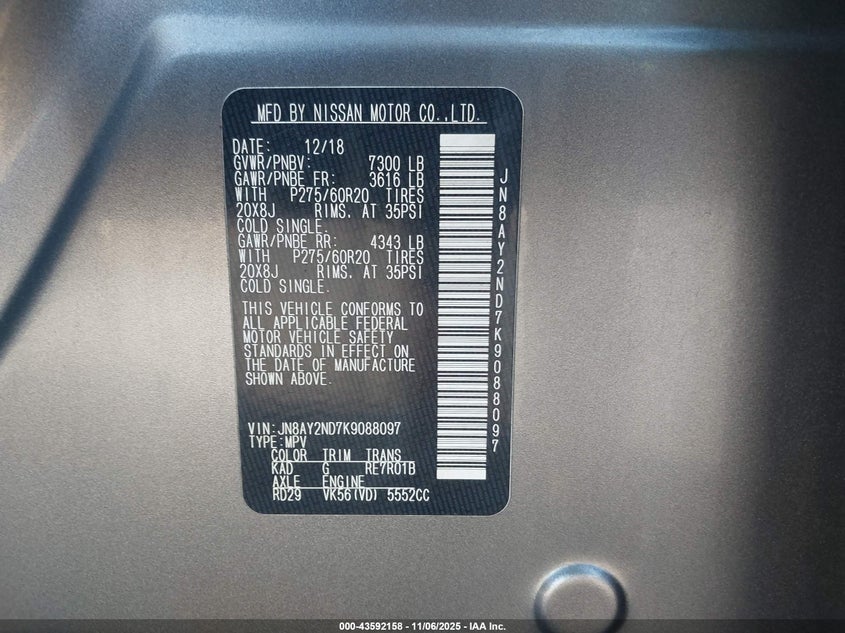 MFD BY NISSAN MOTOR CO.,LTD.
DATE: 12/18
GVWR/PNBV: 7300 LB
GAWR/PNBE FR: 3616 LB
WITH P275/60R20 TIRES
20X8J RIMS. AT 35PSI
COLD SINGLE.
GAWR/PNBE RR: 4343 LB
WITH P275/60R20 TIRES
20X8J RIMS. AT 35PSI
COLD SINGLE.
THIS VEHICLE CONFORMS TO
ALL APPLICABLE FEDERAL
MOTOR VEHICLE SAFETY
STANDARDS IN EFFECT ON
THE DATE OF MANUFACTURE
SHOWN ABOVE.
VIN:JN8AY2ND7K9088097
TYPE:MPV
COLOR TRIM TRANS
KAD G RE7R01B
AXLE ENGINE
RD29 VK56(VD) 5552CC
JN8AY2ND7K9088097
000-43592158 - 11/06/2025 - IAA Inc.